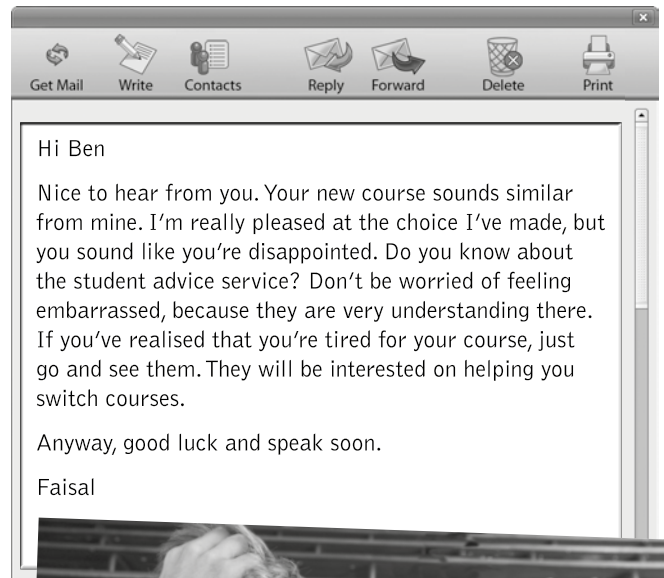 Get Mail Write Contacts Reply Forward Delete Print
Hi Ben
Nice to hear from you. Your new course sounds similar
from mine. I'm really pleased at the choice I've made, but
you sound like you're disappointed. Do you know about
the student advice service? Don't be worried of feeling
embarrassed, because they are very understanding there.
If you've realised that you're tired for your course, just
go and see them. They will be interested on helping you
switch courses.
Anyway, good luck and speak soon.
Faisal